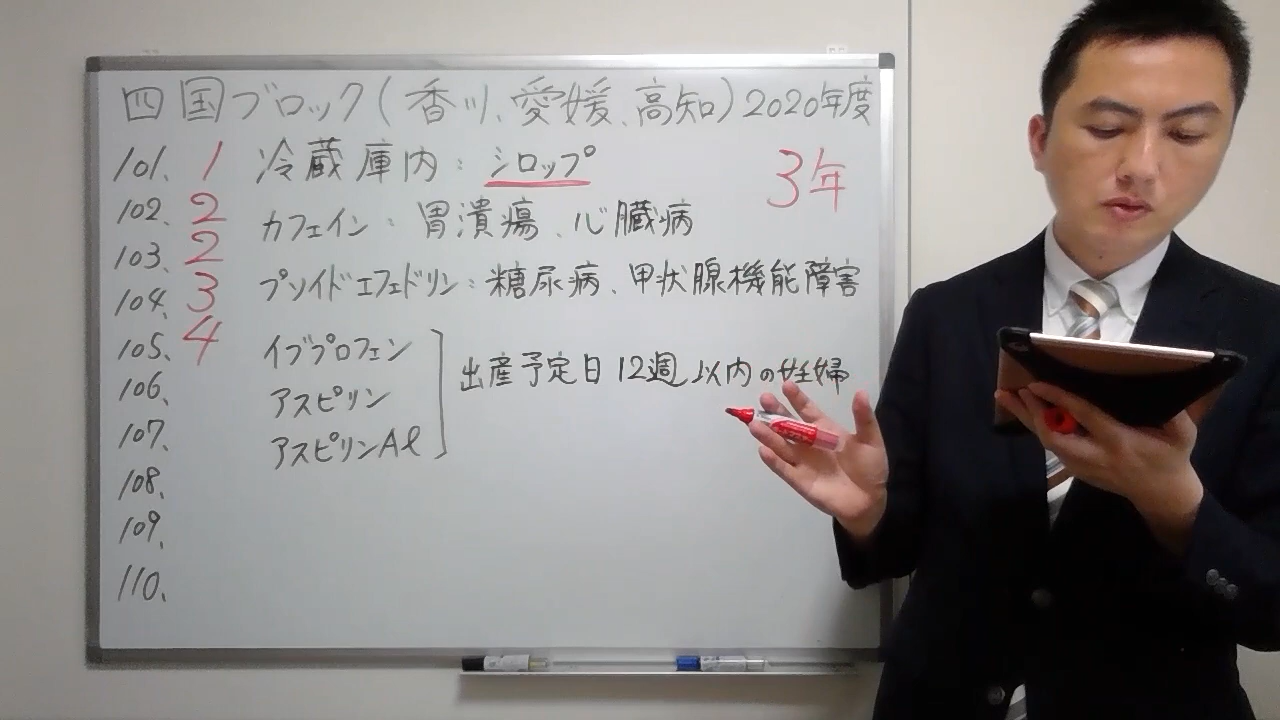 四国ブロック(香川、愛媛、高知)2020年度
101. 1 冷蔵庫内:シロップ 3年
102. 2 カフェイン:胃潰瘍、心臓病
103. 2
104. 3 プソイドエフェドリン:糖尿病、甲状腺機能障害
105. 4 イブプロフェン
出産予定日12週以内の妊婦
106. アスピリン
107. アスピリンAl
108.
109.
110.